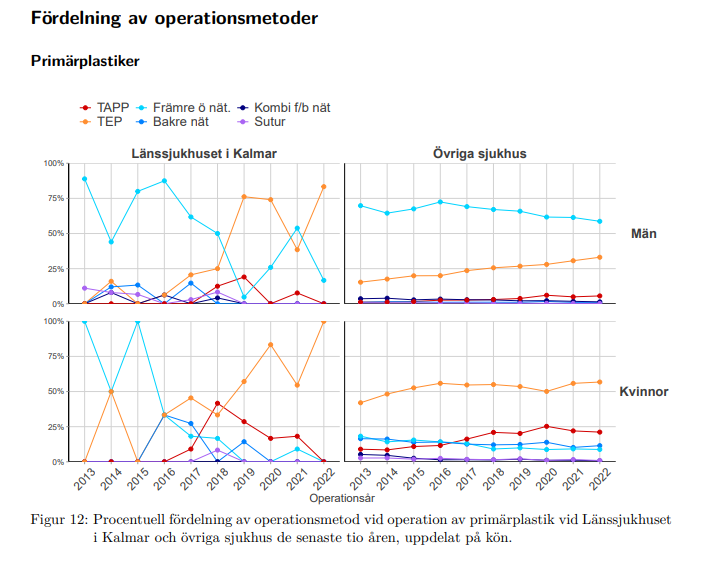 Fördelning av operationsmetoder
Primärplastiker
TAPP Främre ö nät. Kombi f/b nät
TEP Bakre nät Sutur
Länssjukhuset i Kalmar Övriga sjukhus
100%
75%
50%
25%
0%
Män
100%
75%
50%
25%
0%
Kvinnor
2013 2014 2015 2016 2017 2018 2019 2020 2021 2022 2013 2014 2015 2016 2017 2018 2019 2020 2021 2022
Operationsår
Figur 12: Procentuell fördelning av operationsmetod vid operation av primärplastik vid Länssjukhuset
i Kalmar och övriga sjukhus de senaste tio åren, uppdelat på kön.